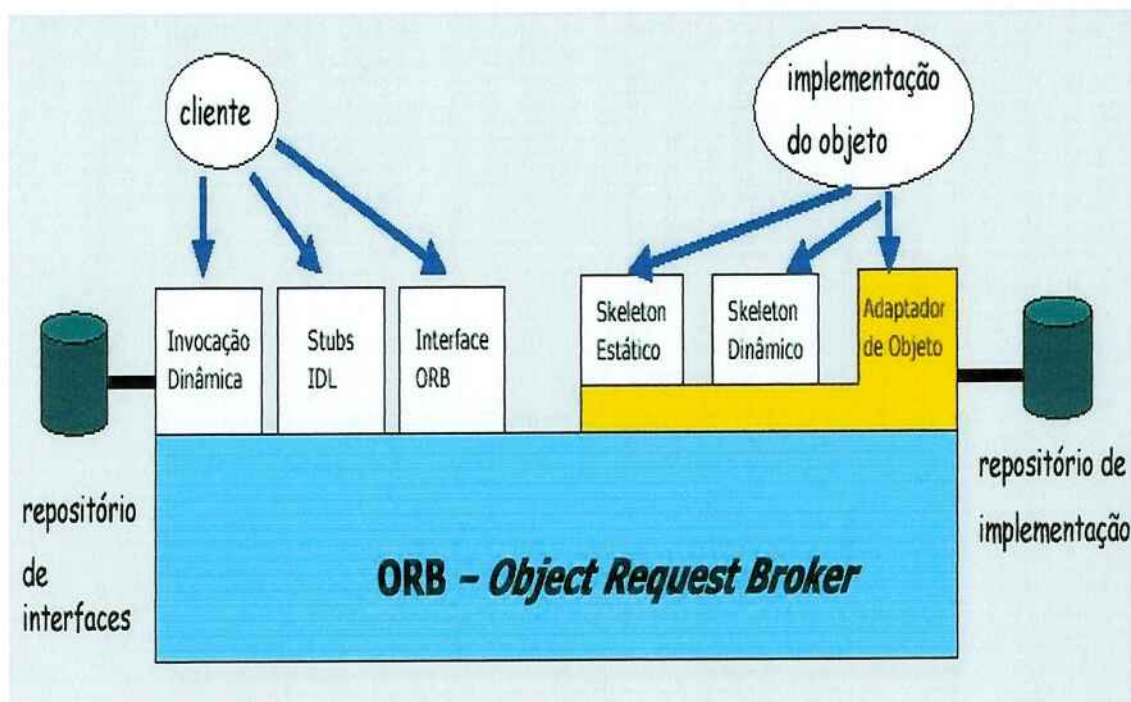 cliente
implementação
do objeto
Invocação
Dinâmica
Stubs
IDL
Interface
ORB
Skeleton
Estático
Skeleton
Dinâmico
Adaptador
de Objeto
repositório
de
interfaces
repositório de
implementação
ORB – Object Request Broker